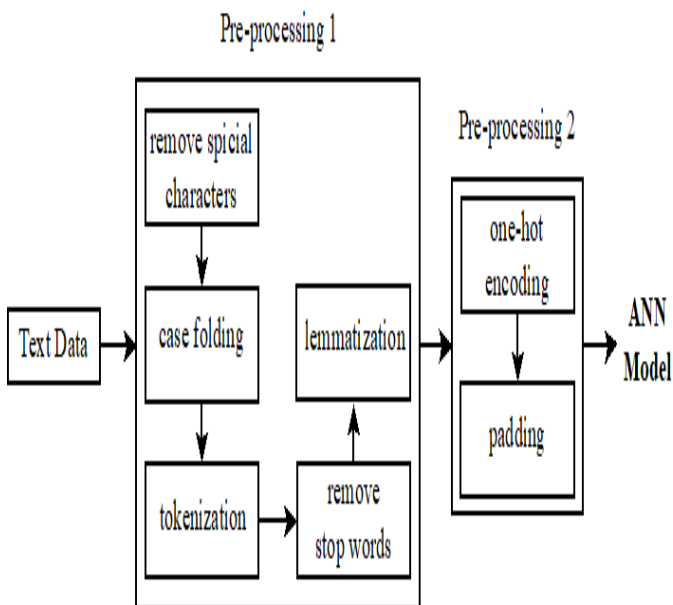 Pre-processing 1
remove spicial
characters
case folding
tokenization
remove
stop words
lemmatization
Text Data
Pre-processing 2
one-hot
encoding
padding
ANN
Model